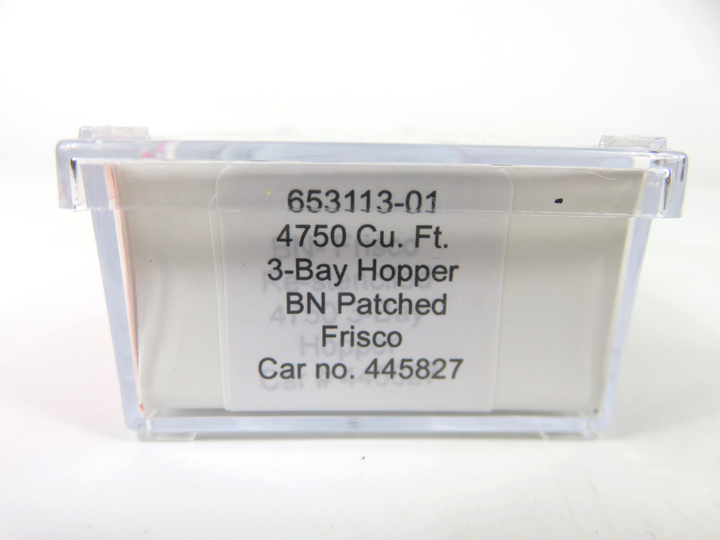 653113-01
4750 Cu. Ft.
3-Bay Hopper
BN Patched
Frisco
Car no. 445827